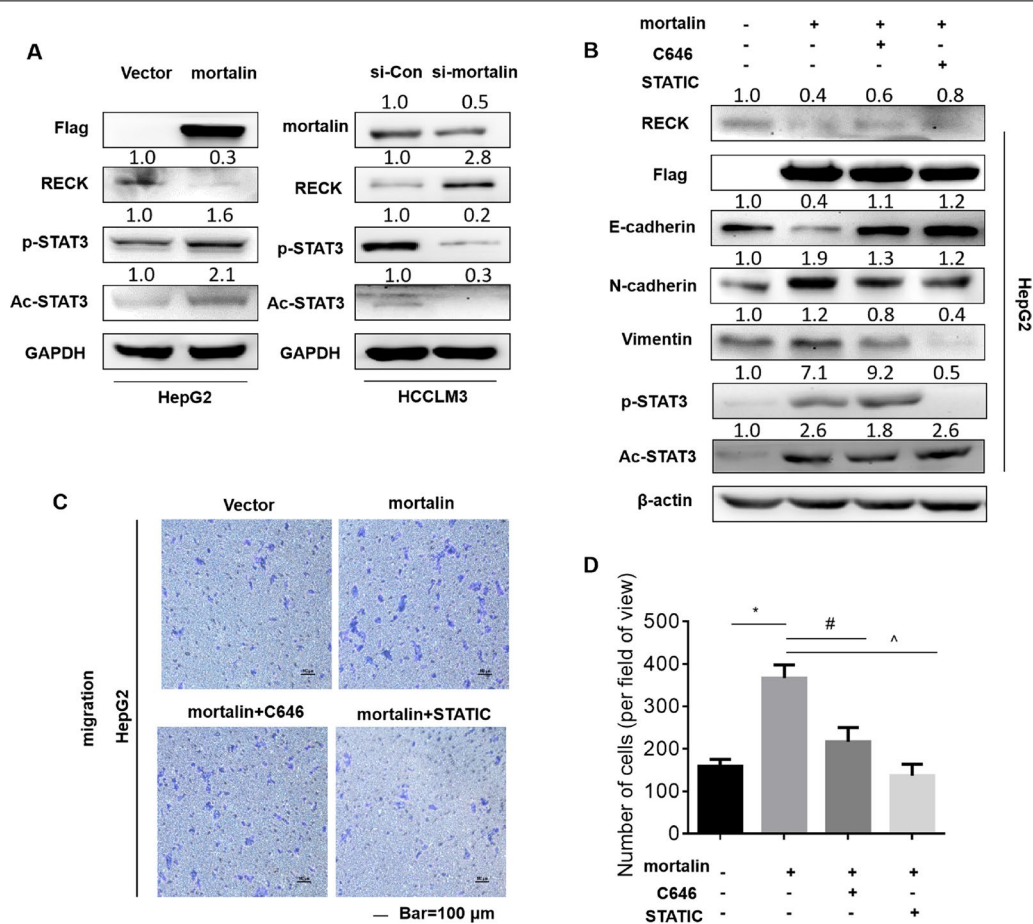 A
Vector mortalin
Flag
1.0 0.3
RECK
1.0 1.6
p-STAT3
1.0 2.1
Ac-STAT3
GAPDH
HepG2
si-Con si-mortalin
1.0 0.5
mortalin
1.0 2.8
RECK
1.0 0.2
p-STAT3
1.0 0.3
Ac-STAT3
GAPDH
HCCLM3
B
mortalin - + + +
C646 - - + -
STATIC - - - +
1.0 0.4 0.6 0.8
RECK
Flag
1.0 0.4 1.1 1.2
E-cadherin
1.0 1.9 1.3 1.2
N-cadherin
1.0 1.2 0.8 0.4
Vimentin
1.0 7.1 9.2 0.5
p-STAT3
1.0 2.6 1.8 2.6
Ac-STAT3
β-actin
HepG2
C
Vector mortalin
mortalin+C646 mortalin+STATIC
migration
HepG2
Bar=100 μm
D
Number of cells (per field of view)
500
400
300
200
100
0
* # ^
mortalin - + + +
C646 - - + -
STATIC - - - +